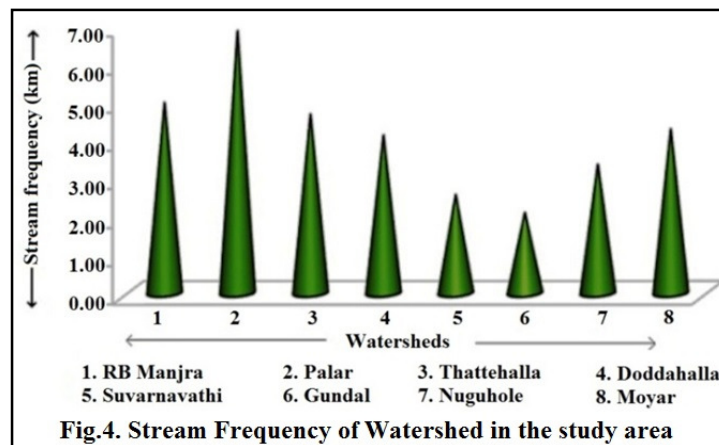 Stream frequency (km)
7.00
6.00
5.00
4.00
3.00
2.00
1.00
0.00
1 2 3 4 5 6 7 8
Watersheds
1. RB Manjra 2. Palar 3. Thattehalla 4. Doddahalla
5. Suvarnavathi 6. Gundal 7. Nuguhole 8. Moyar
Fig.4. Stream Frequency of Watershed in the study area